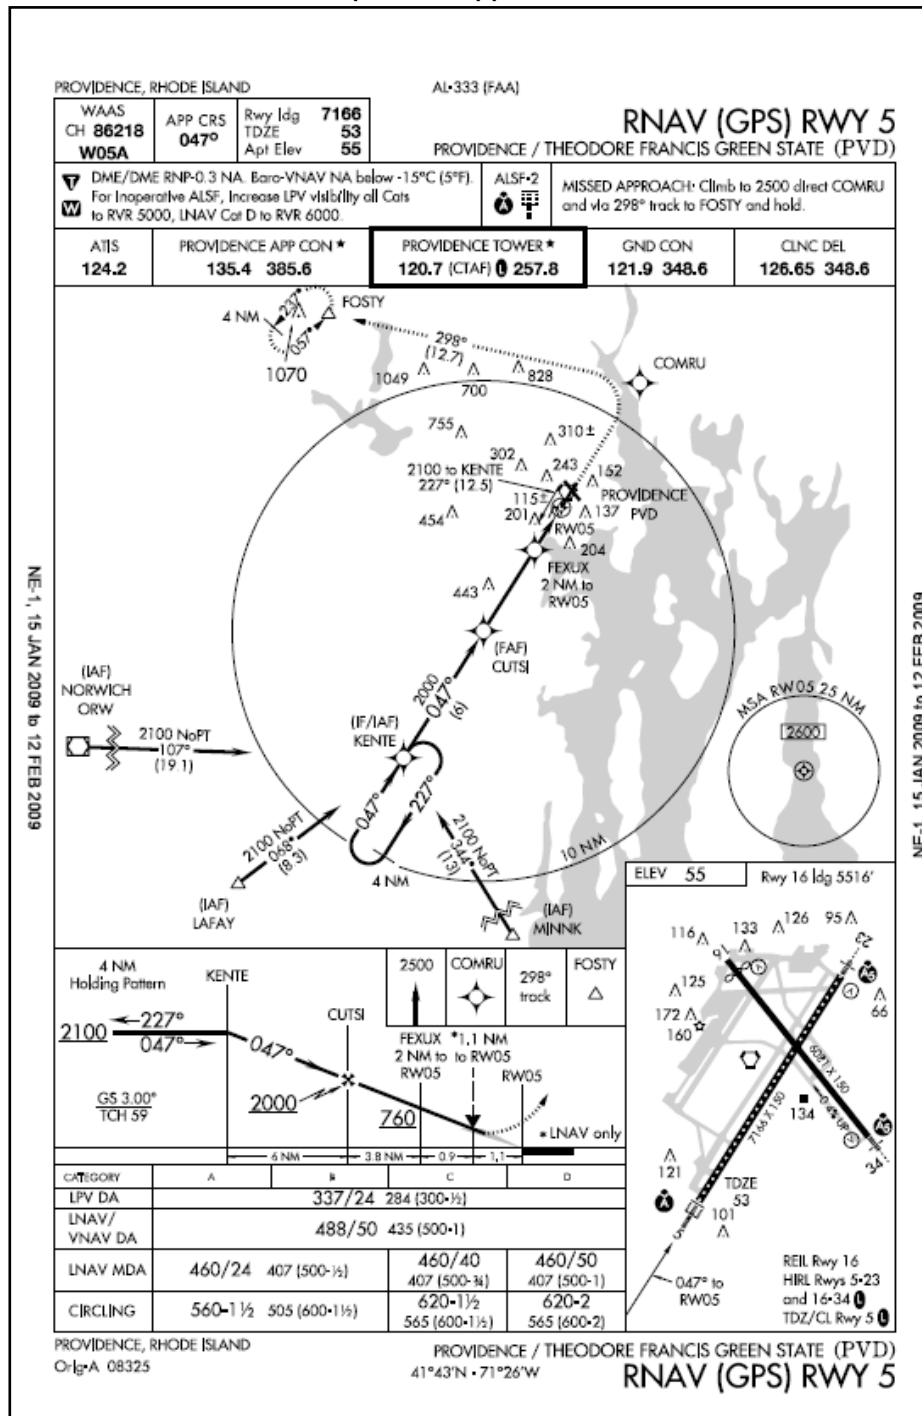 PROVIDENCE, RHODE ISLAND
AL-333 (FAA)
WAAS
CH 86218
W05A
APP CRS
047°
Rwy ldg 7166
TDZE 53
Apt Elev 55
RNAV (GPS) RWY 5
PROVIDENCE / THEODORE FRANCIS GREEN STATE (PVD)
T
W
DME/DME RNP-0.3 NA. Baro-VNAV NA below -15°C (5°F).
For Inoperative ALSF, Increase LPV visibility all Cats
to RVR 5000, LNAV Cat D to RVR 6000.
ALSF-2
A
MISSED APPROACH: Climb to 2500 direct COMRU
and via 298° track to FOSTY and hold.
ATIS
124.2
PROVIDENCE APP CON ★
135.4 385.6
PROVIDENCE TOWER ★
120.7 (CTAF) L 257.8
GND CON
121.9 348.6
CLNC DEL
126.65 348.6
FOSTY
4 NM
237°
057°
1070
298°
(12.7)
COMRU
1049
700
828
755
310±
302
243
152
2100 to KENTE
227° (12.5)
115±
PROVIDENCE
PVD
454
201
137
RW05
204
FEXUX
2 NM to
RW05
443
(FAF)
CUTSI
2000
047°
(6)
(IAF)
NORWICH
ORW
2100 NoPT
107°
(19.1)
(IF/IAF)
KENTE
047°
227°
MSA RW05 25 NM
2600
2100 NoPT
068°
(8.3)
(IAF)
LAFAY
4 NM
2100 NoPT
344°
(13)
(IAF)
MINNK
10 NM
NE-1, 15 JAN 2009 to 12 FEB 2009
NE-1, 15 JAN 2009 to 12 FEB 2009
ELEV 55
Rwy 16 ldg 5516'
116
133
126
95
23
16
125
172
160
66
A5
6081 X 150
7166 X 150
134
0.4% UP
A5
34
121
TDZE
53
A
101
5
047° to
RW05
REIL Rwy 16
HIRL Rwys 5-23
and 16-34 L
TDZ/CL Rwy 5 L
4 NM
Holding Pattern
KENTE
2100
227°
047°
047°
CUTSI
2500
COMRU
298°
track
FOSTY
FEXUX
2 NM to
RW05
*1.1 NM
to RW05
RW05
2000
760
GS 3.00°
TCH 59
*LNAV only
6 NM
3.8 NM
0.9
1.1
CATEGORY A B C D
LPV DA 337/24 284 (300-½)
LNAV/
VNAV DA 488/50 435 (500-1)
LNAV MDA 460/24 407 (500-½) 460/40 407 (500-¾) 460/50 407 (500-1)
CIRCLING 560-1½ 505 (600-1½) 620-1½ 565 (600-1½) 620-2 565 (600-2)
PROVIDENCE, RHODE ISLAND
Orig-A 08325
41°43'N - 71°26'W
PROVIDENCE / THEODORE FRANCIS GREEN STATE (PVD)
RNAV (GPS) RWY 5